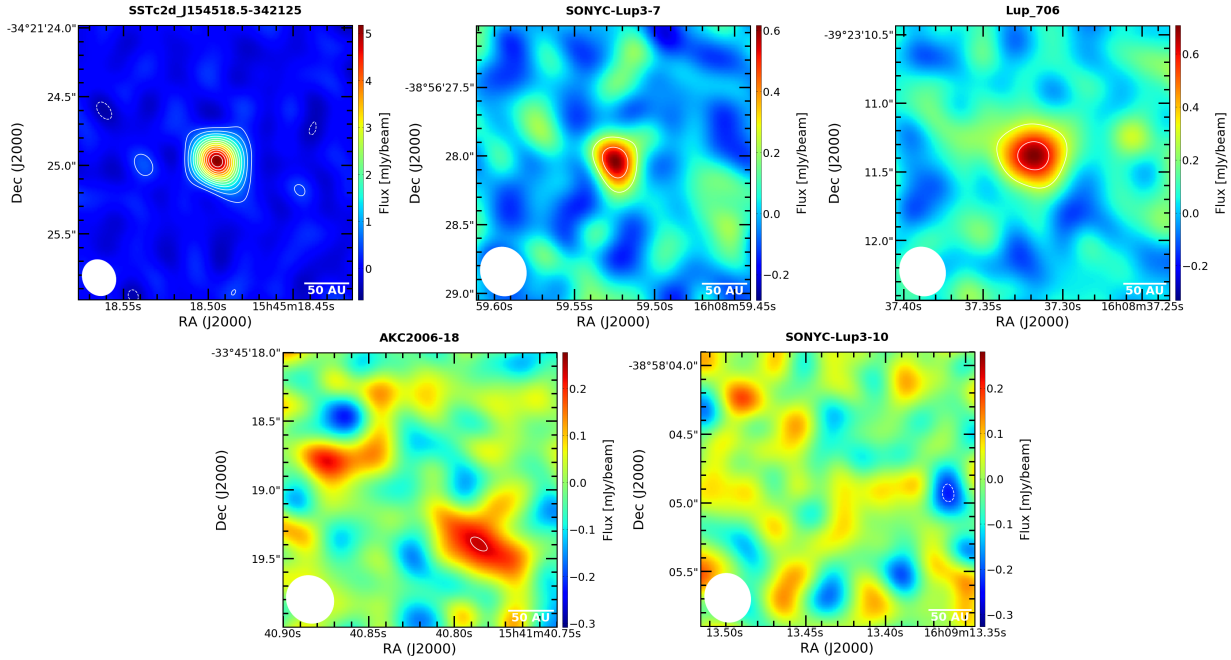 SSTc2d_J154518.5-342125
-34°21'24.0"
24.5"
25.0"
25.5"
Dec (J2000)
18.55s
18.50s
15h45m18.45s
RA (J2000)
50 AU
5
4
3
2
1
0
Flux [mJy/beam]
SONYC-Lup3-7
-38°56'27.5"
28.0"
28.5"
29.0"
Dec (J2000)
59.60s
59.55s
59.50s
16h08m59.45s
RA (J2000)
50 AU
0.6
0.4
0.2
0.0
−0.2
Flux [mJy/beam]
Lup_706
-39°23'10.5"
11.0"
11.5"
12.0"
Dec (J2000)
37.40s
37.35s
37.30s
16h08m37.25s
RA (J2000)
50 AU
0.6
0.4
0.2
0.0
−0.2
Flux [mJy/beam]
AKC2006-18
-33°45'18.0"
18.5"
19.0"
19.5"
Dec (J2000)
40.90s
40.85s
40.80s
15h41m40.75s
RA (J2000)
50 AU
0.2
0.1
0.0
−0.1
−0.2
−0.3
Flux [mJy/beam]
SONYC-Lup3-10
-38°58'04.0"
04.5"
05.0"
05.5"
Dec (J2000)
13.50s
13.45s
13.40s
16h09m13.35s
RA (J2000)
50 AU
0.2
0.1
0.0
−0.1
−0.2
−0.3
Flux [mJy/beam]